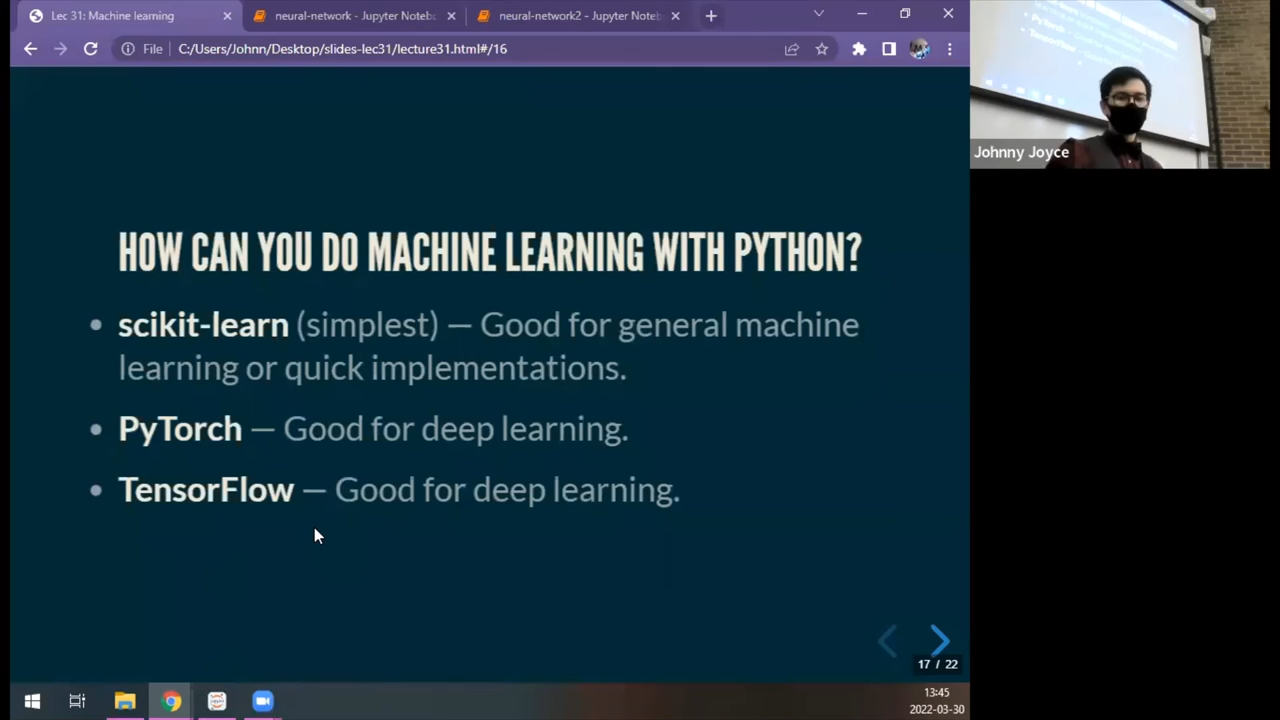 Lec 31: Machine learning
neural-network - Jupyter Notebo
neural-network2 - Jupyter Noteb
File
C:/Users/Johnn/Desktop/slides-lec31/lecture31.html#/16
Johnny Joyce
HOW CAN YOU DO MACHINE LEARNING WITH PYTHON?
scikit-learn (simplest) — Good for general machine
learning or quick implementations.
PyTorch — Good for deep learning.
TensorFlow — Good for deep learning.
17 / 22
13:45
2022-03-30